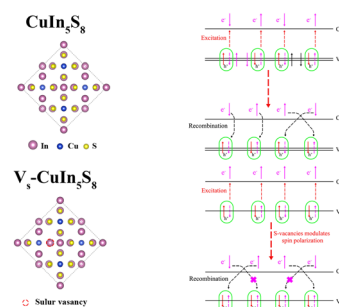 CuIn5S8
In Cu S
Vs-CuIn5S8
Sulur vasancy
e- e- e- e-
C
Excitation
V
e- e- e- e-
C
Recombination
V
e- e- e- e-
C
Excitation
V
S-vacancies modulates
spin polarization
e- e- e- e-
C
Recombination
V